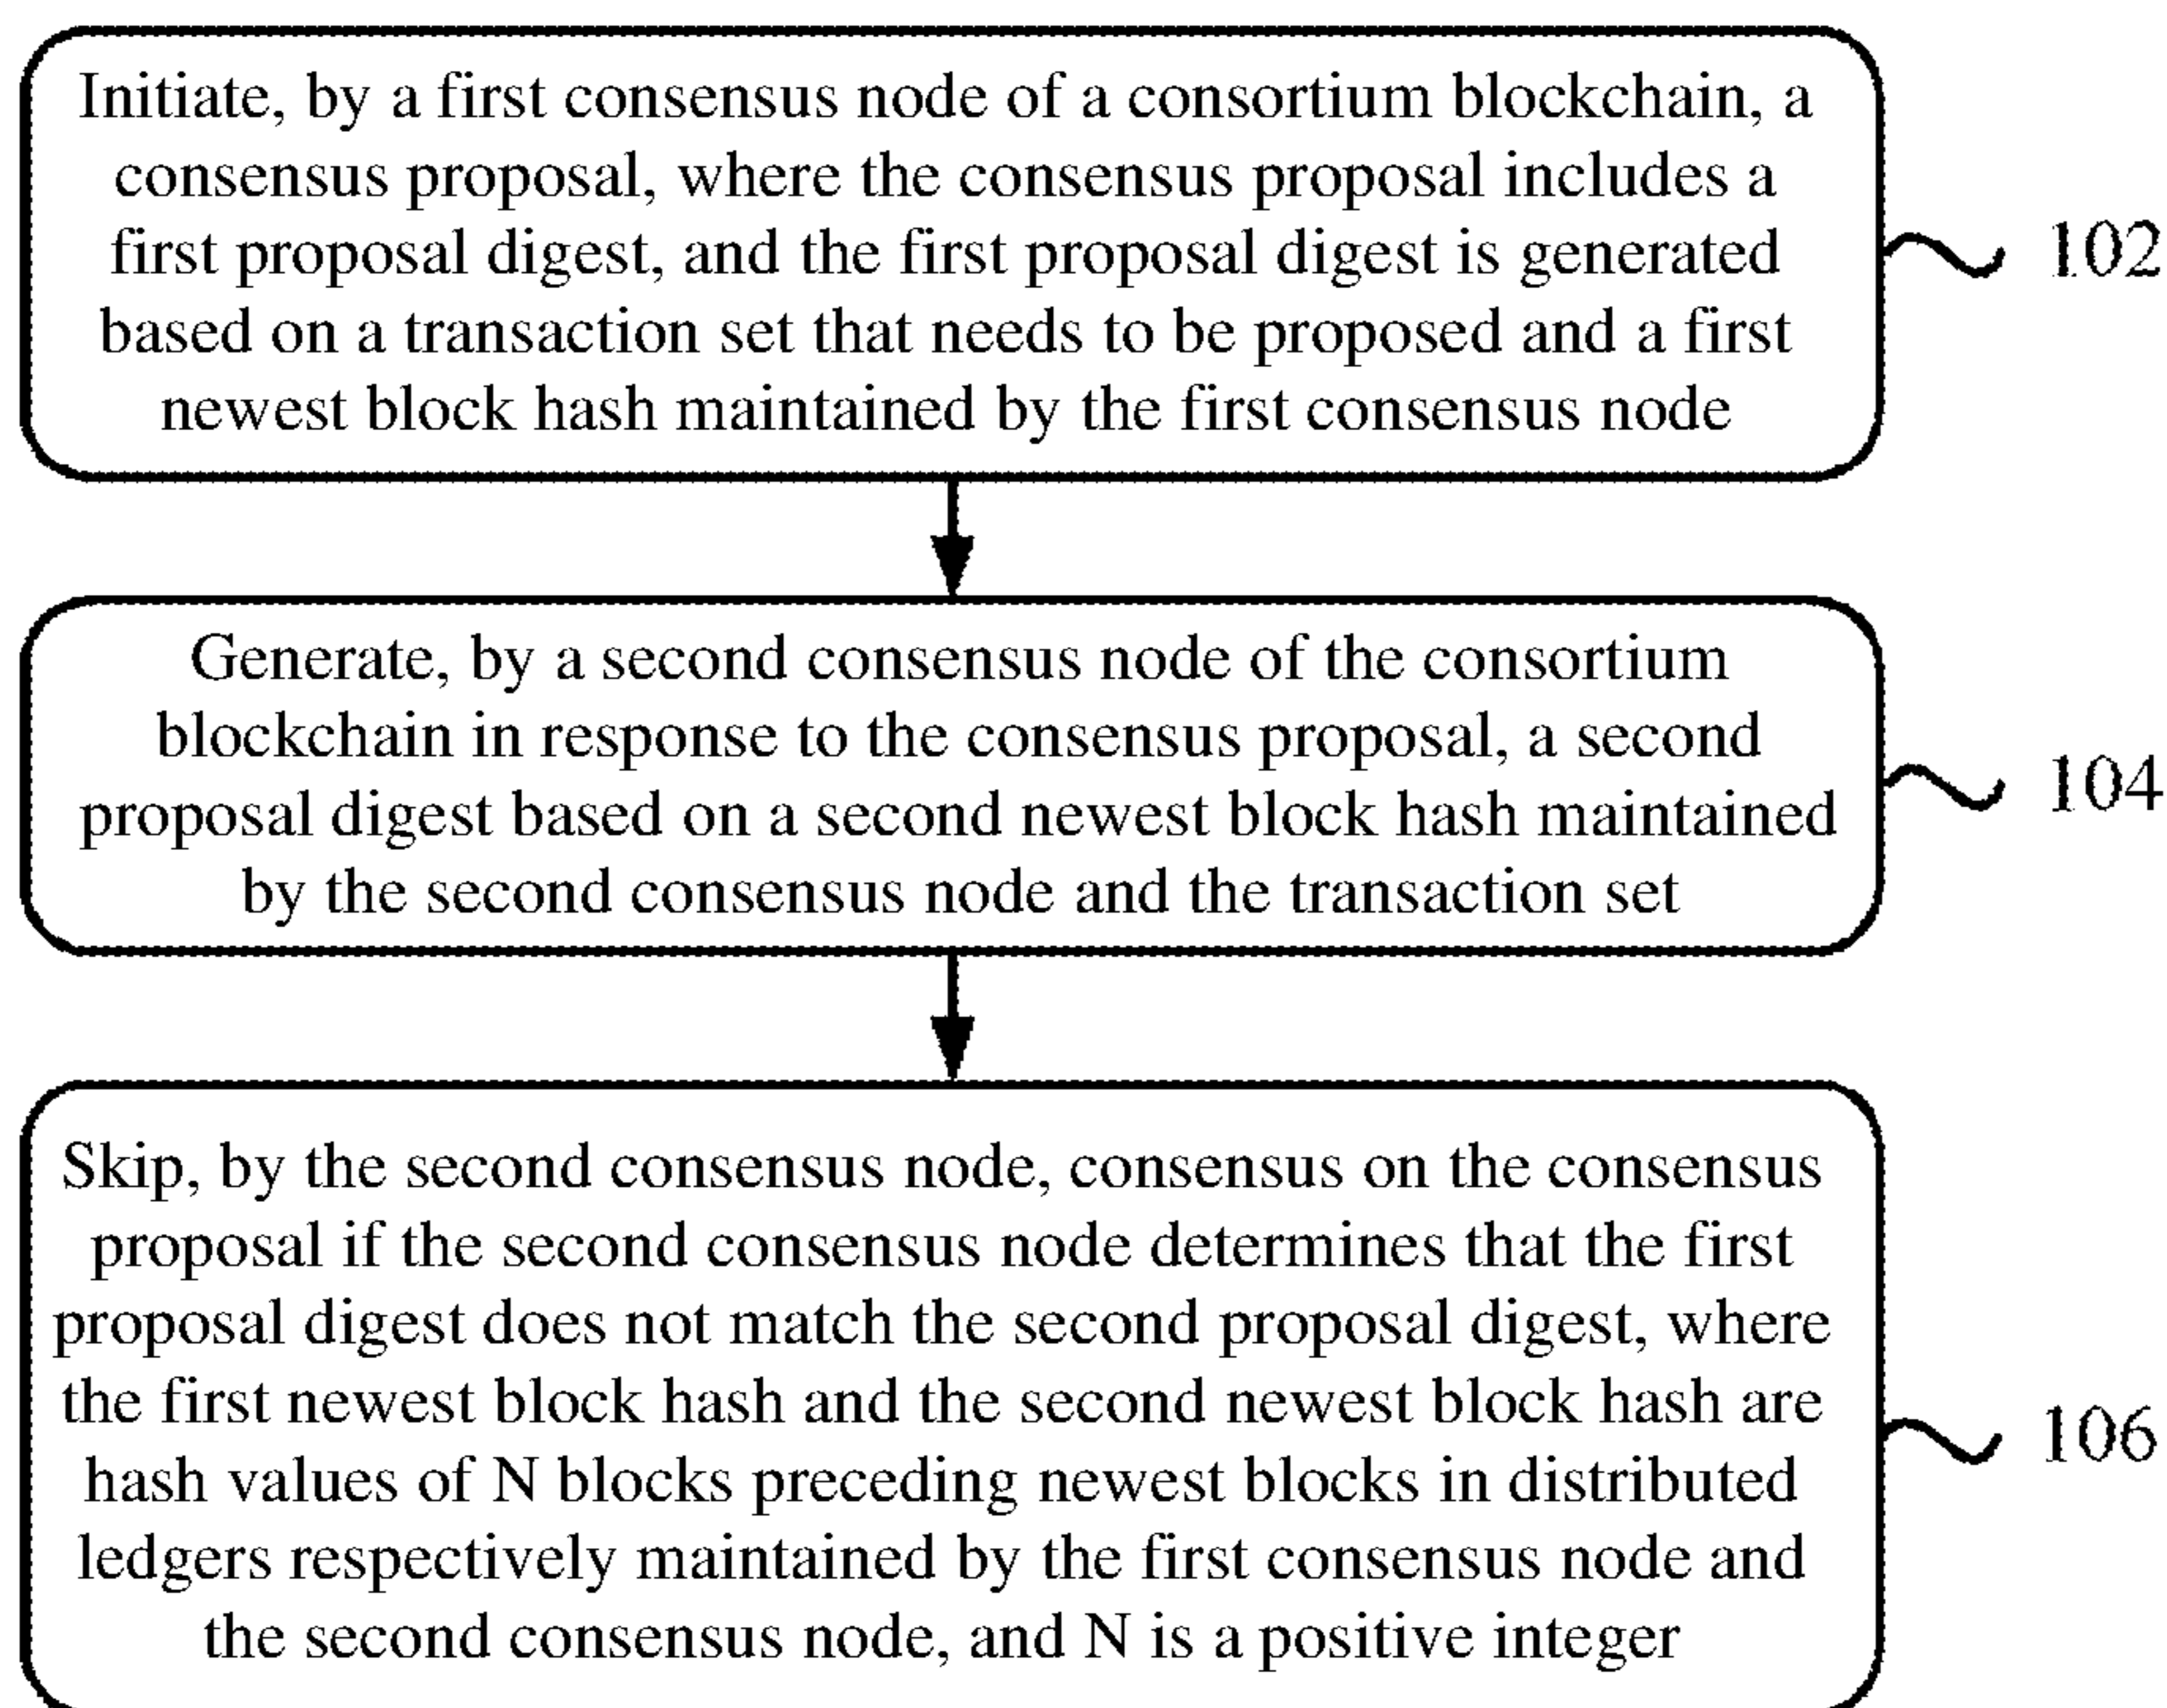 Initiate, by a first consensus node of a consortium blockchain, a
consensus proposal, where the consensus proposal includes a
first proposal digest, and the first proposal digest is generated
based on a transaction set that needs to be proposed and a first
newest block hash maintained by the first consensus node
102
Generate, by a second consensus node of the consortium
blockchain in response to the consensus proposal, a second
proposal digest based on a second newest block hash maintained
by the second consensus node and the transaction set
104
Skip, by the second consensus node, consensus on the consensus
proposal if the second consensus node determines that the first
proposal digest does not match the second proposal digest, where
the first newest block hash and the second newest block hash are
hash values of N blocks preceding newest blocks in distributed
ledgers respectively maintained by the first consensus node and
the second consensus node, and N is a positive integer
106